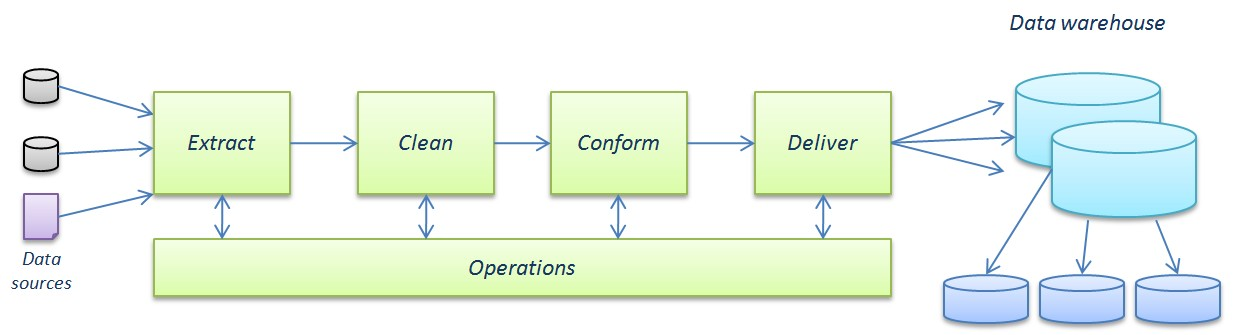 Data warehouse
Extract
Clean
Conform
Deliver
Operations
Data
sources